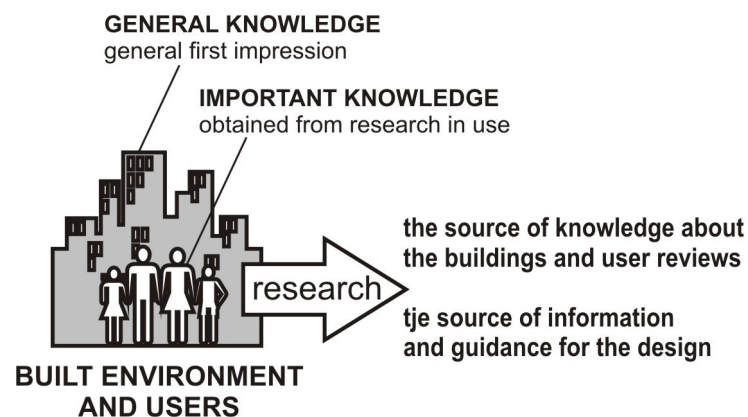 GENERAL KNOWLEDGE
general first impression
IMPORTANT KNOWLEDGE
obtained from research in use
research
the source of knowledge about
the buildings and user reviews
tje source of information
and guidance for the design
BUILT ENVIRONMENT
AND USERS